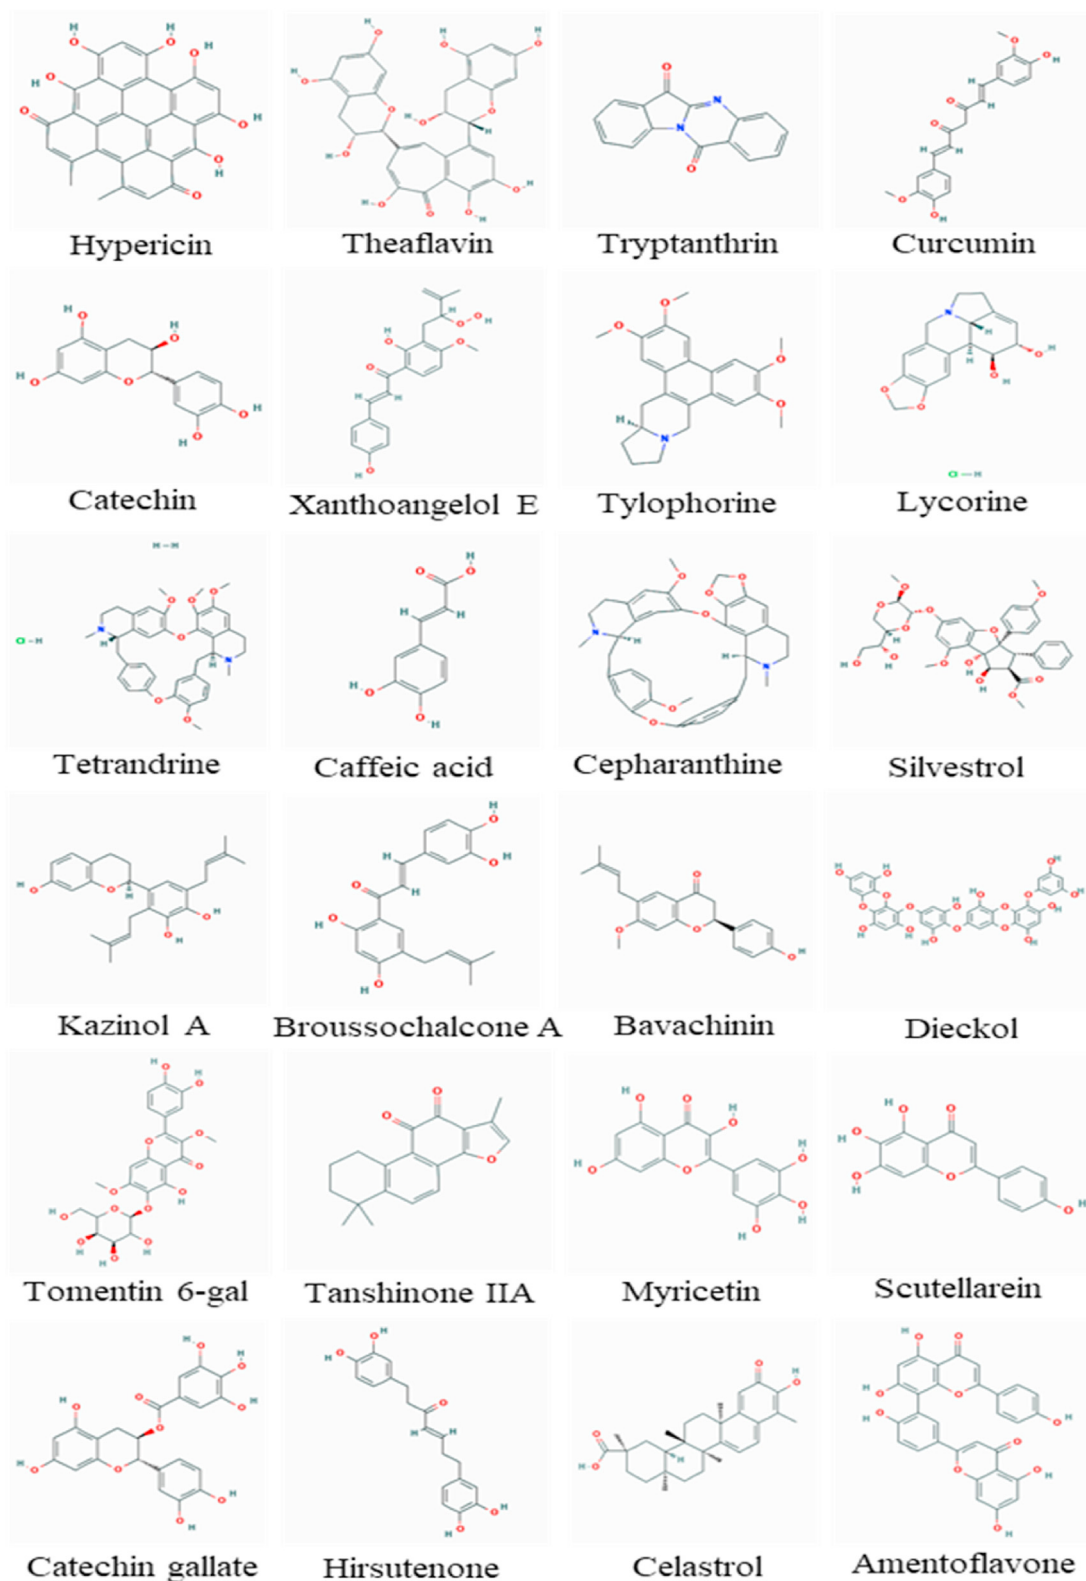 Hypericin Theaflavin Tryptanthrin Curcumin
Catechin Xanthoangelol E Tylophorine Lycorine
Tetrandrine Caffeic acid Cepharanthine Silvestrol
Kazinol A Broussochalcone A Bavachinin Dieckol
Tomentin 6-gal Tanshinone IIA Myricetin Scutellarein
Catechin gallate Hirsutenone Celastrol Amentoflavone